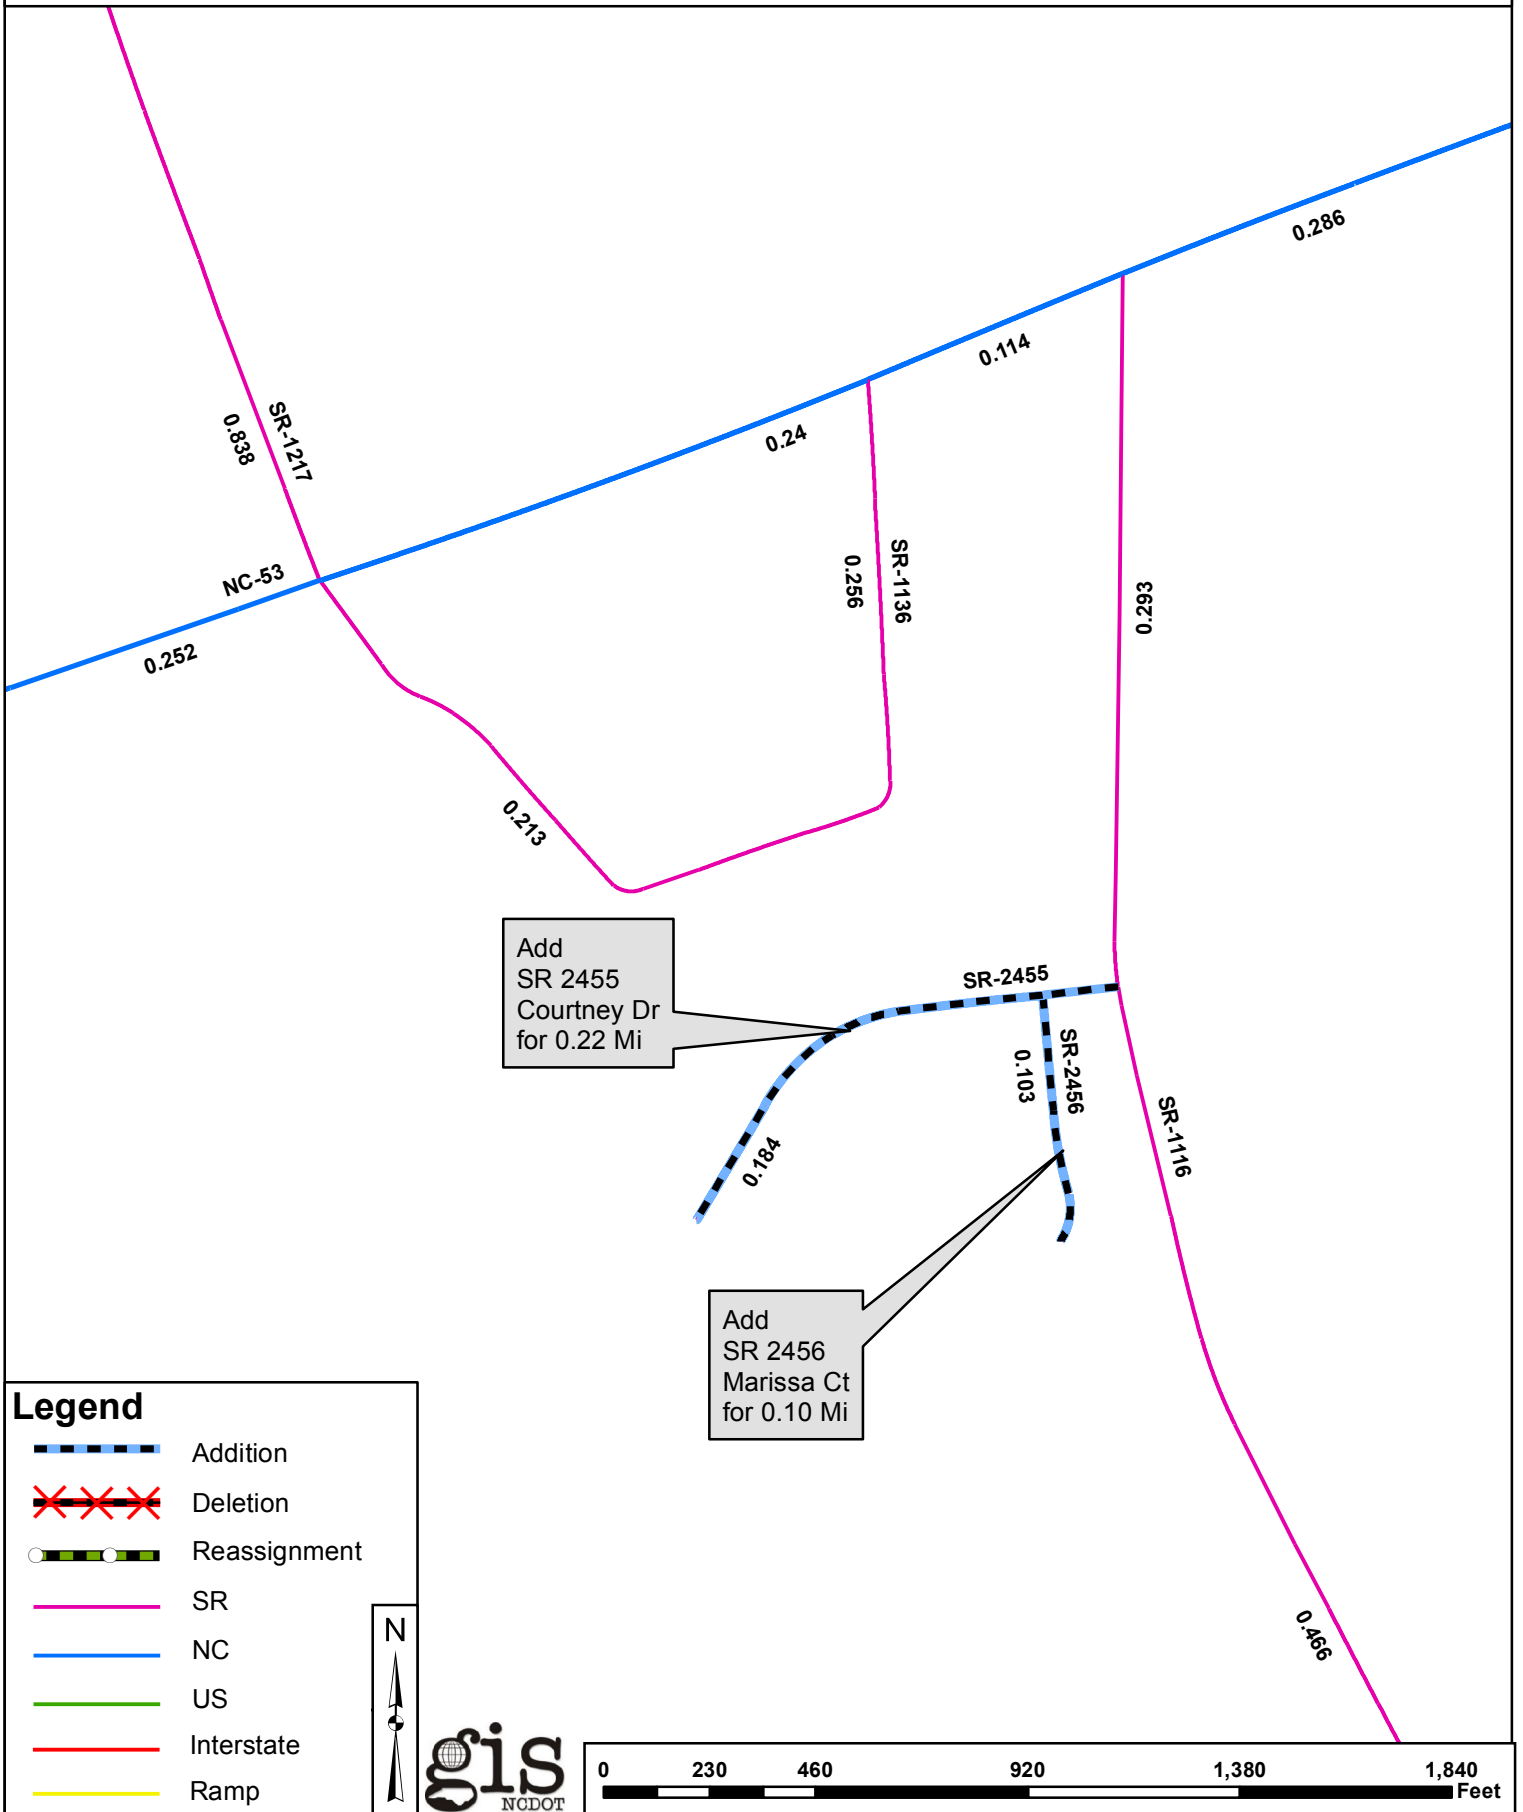 0.286
0.114
0.24
SR-1217
0.838
NC-53
0.252
SR-1136
0.256
0.293
0.213
Add
SR 2455
Courtney Dr
for 0.22 Mi
SR-2455
SR-2456
0.103
0.184
SR-1116
Add
SR 2456
Marissa Ct
for 0.10 Mi
0.466
Legend
Addition
Deletion
Reassignment
SR
NC
US
Interstate
Ramp
N
gis
NCDOT
0 230 460 920 1,380 1,840
Feet